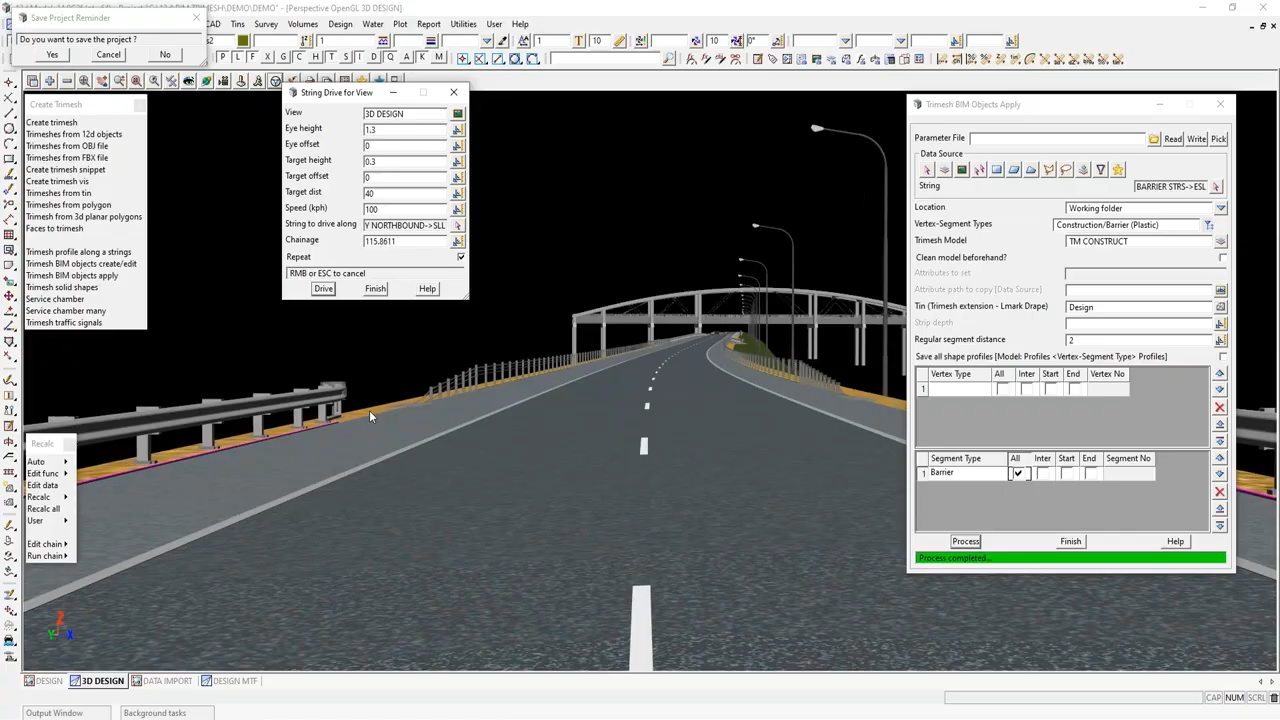 Save Project Reminder
Do you want to save the project ?
Yes Cancel No
[Perspective OpenGL 3D DESIGN]
CAD Tins Survey Volumes Design Water Plot Report Utilities User Help
1 1 T 10 10 0°
P L F X G C H T S I D Q A K M
Create Trimesh
Create trimesh
Trimeshes from 12d objects
Trimeshes from OBJ file
Trimeshes from FBX file
Create trimesh snippet
Create trimesh vis
Trimeshes from tin
Trimeshes from polygon
Trimesh from 3d planar polygons
Faces to trimesh
Trimesh profile along a strings
Trimesh BIM objects create/edit
Trimesh BIM objects apply
Trimesh solid shapes
Service chamber
Service chamber many
Trimesh traffic signals
String Drive for View
View 3D DESIGN
Eye height 1.3
Eye offset 0
Target height 0.3
Target offset 0
Target dist 40
Speed (kph) 100
String to drive along Y NORTHBOUND->SLL
Chainage 115.8611
Repeat
RMB or ESC to cancel
Drive Finish Help
Trimesh BIM Objects Apply
Parameter File Read Write Pick
Data Source
String BARRIER STRS->ESL
Location Working folder
Vertex-Segment Types Construction/Barrier (Plastic)
Trimesh Model TM CONSTRUCT
Clean model beforehand?
Attributes to set
Attribute path to copy [Data Source]
Tin (Trimesh extension - Lmark Drape) Design
Strip depth
Regular segment distance 2
Save all shape profiles [Model: Profiles <Vertex-Segment Type> Profiles]
Vertex Type All Inter Start End Vertex No
1
Segment Type All Inter Start End Segment No
1 Barrier
Process Finish Help
Process completed...
Recalc
Auto
Edit func
Edit data
Recalc
Recalc all
User
Edit chain
Run chain
Z
Y X
DESIGN 3D DESIGN DATA IMPORT DESIGN MTF
CAP NUM SCRL
Output Window Background tasks